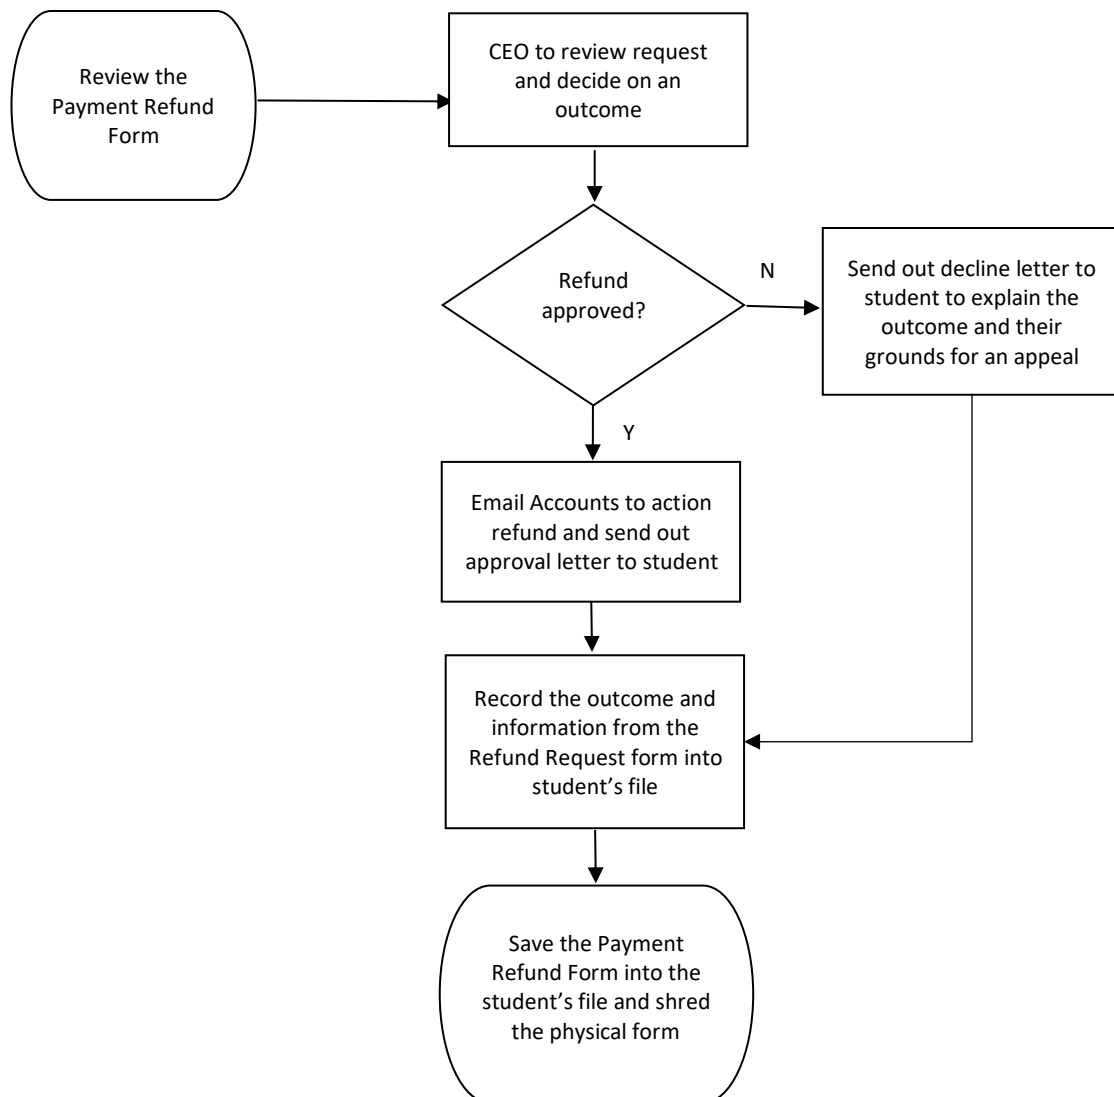 Review the
Payment Refund
Form
CEO to review request
and decide on an
outcome
Refund
approved?
N
Send out decline letter to
student to explain the
outcome and their
grounds for an appeal
Y
Email Accounts to action
refund and send out
approval letter to student
Record the outcome and
information from the
Refund Request form into
student’s file
Save the Payment
Refund Form into the
student’s file and shred
the physical form